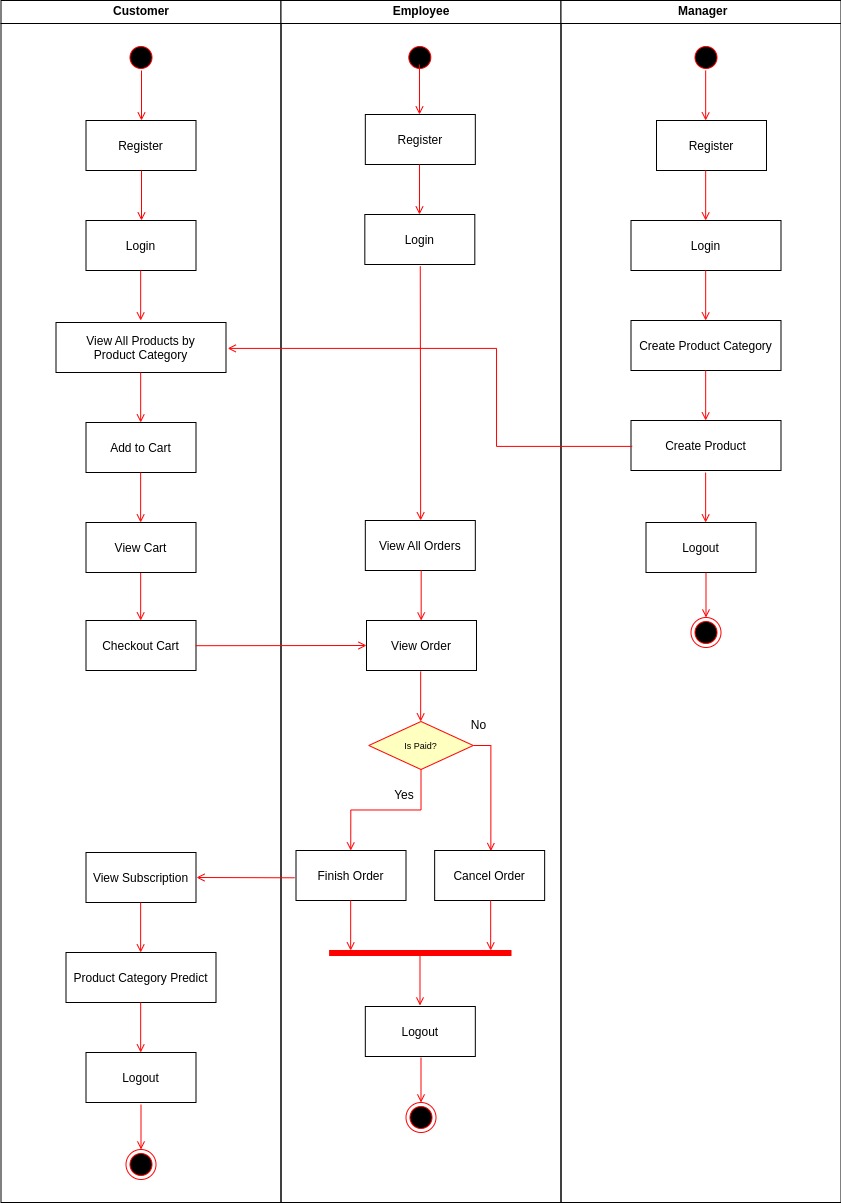 Customer
Employee
Manager
Register
Register
Register
Login
Login
Login
View All Products by
Product Category
Create Product Category
Add to Cart
Create Product
View Cart
View All Orders
Logout
Checkout Cart
View Order
No
Is Paid?
Yes
View Subscription
Finish Order
Cancel Order
Product Category Predict
Logout
Logout